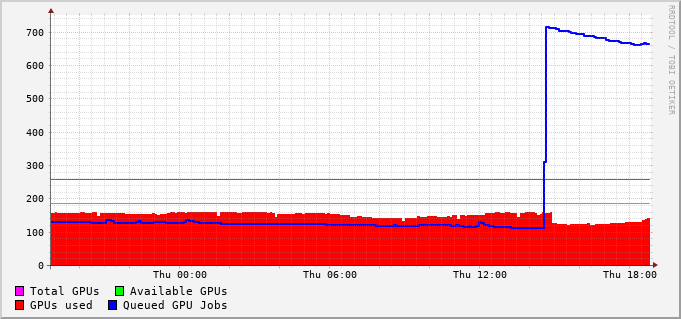 700
600
500
400
300
200
100
0
Thu 00:00 Thu 06:00 Thu 12:00 Thu 18:00
Total GPUs Available GPUs
GPUs used Queued GPU Jobs
RRDTOOL / TOBI OETIKER